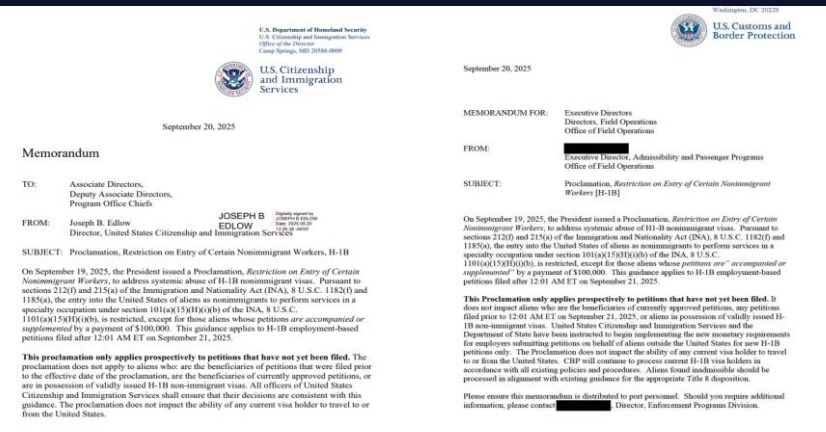 U.S. Department of Homeland Security
U.S. Citizenship and Immigration Services
Office of the Director
Camp Springs, MD 20588-0009
U.S. Citizenship
and Immigration
Services
September 20, 2025
Memorandum
TO: Associate Directors,
Deputy Associate Directors,
Program Office Chiefs
JOSEPH B
EDLOW
Digitally signed by
JOSEPH B EDLOW
FROM: Joseph B. Edlow
Director, United States Citizenship and Immigration Services
SUBJECT: Proclamation, Restriction on Entry of Certain Nonimmigrant Workers, H-1B
On September 19, 2025, the President issued a Proclamation, Restriction on Entry of Certain
Nonimmigrant Workers, to address systemic abuse of H-1B nonimmigrant visas. Pursuant to
sections 212(f) and 215(a) of the Immigration and Nationality Act (INA), 8 U.S.C. 1182(f) and
1185(a), the entry into the United States of aliens as nonimmigrants to perform services in a
specialty occupation under section 101(a)(15)(H)(i)(b) of the INA, 8 U.S.C.
1101(a)(15)(H)(i)(b), is restricted, except for those aliens whose petitions are accompanied or
supplemented by a payment of $100,000. This guidance applies to H-1B employment-based
petitions filed after 12:01 AM ET on September 21, 2025.
This proclamation only applies prospectively to petitions that have not yet been filed. The
proclamation does not apply to aliens who: are the beneficiaries of petitions that were filed prior
to the effective date of the proclamation, are the beneficiaries of currently approved petitions, or
are in possession of validly issued H-1B non-immigrant visas. All officers of United States
Citizenship and Immigration Services shall ensure that their decisions are consistent with this
guidance. The proclamation does not impact the ability of any current visa holder to travel to or
from the United States.
Washington, DC 20229
U.S. Customs and
Border Protection
September 20, 2025
MEMORANDUM FOR: Executive Directors
Directors, Field Operations
Office of Field Operations
FROM:
Executive Director, Admissibility and Passenger Programs
Office of Field Operations
SUBJECT: Proclamation, Restriction on Entry of Certain Nonimmigrant
Workers [H-1B]
On September 19, 2025, the President issued a Proclamation, Restriction on Entry of Certain
Nonimmigrant Workers, to address systemic abuse of H1-B nonimmigrant visas. Pursuant to
sections 212(f) and 215(a) of the Immigration and Nationality Act (INA), 8 U.S.C. 1182(f) and
1185(a), the entry into the United States of aliens as nonimmigrants to perform services in a
specialty occupation under section 101(a)(15)(H)(i)(b) of the INA, 8 U.S.C.
1101(a)(15)(H)(i)(b), is restricted, except for those aliens whose petitions are" accompanied or
supplemented" by a payment of $100,000. This guidance applies to H-1B employment-based
petitions filed after 12:01 AM ET on September 21, 2025.
This Proclamation only applies prospectively to petitions that have not yet been filed. It
does not impact aliens who are the beneficiaries of currently approved petitions, any petitions
filed prior to 12:01 AM ET on September 21, 2025, or aliens in possession of validly issued H-
1B non-immigrant visas. United States Citizenship and Immigration Services and the
Department of State have been instructed to begin implementing the new monetary requirements
for employers submitting petitions on behalf of aliens outside the United States for new H-1B
petitions only. The Proclamation does not impact the ability of any current visa holder to travel
to or from the United States. CBP will continue to process current H-1B visa holders in
accordance with all existing policies and procedures. Aliens found inadmissible should be
processed in alignment with existing guidance for the appropriate Title 8 disposition.
Please ensure this memorandum is distributed to port personnel. Should you require additional
information, please contact , Director, Enforcement Programs Division.